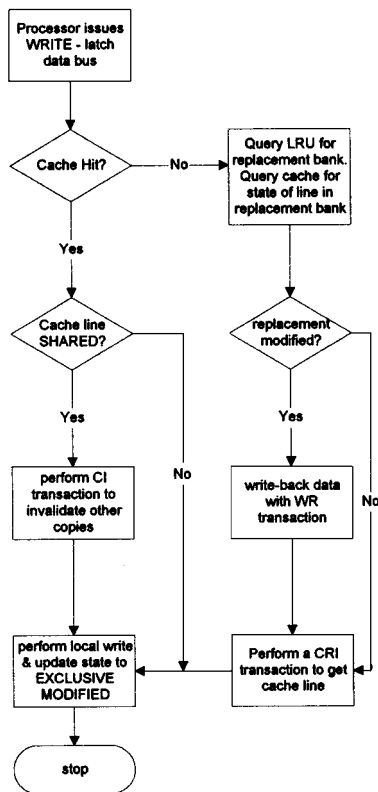 Processor issues
WRITE - latch
data bus
Cache Hit?
No
Query LRU for
replacement bank.
Query cache for
state of line in
replacement bank
Yes
Cache line
SHARED?
replacement
modified?
Yes
No
Yes
No
perform CI
transaction to
invalidate other
copies
write-back data
with WR
transaction
perform local write
& update state to
EXCLUSIVE
MODIFIED
Perform a CRI
transaction to get
cache line
stop